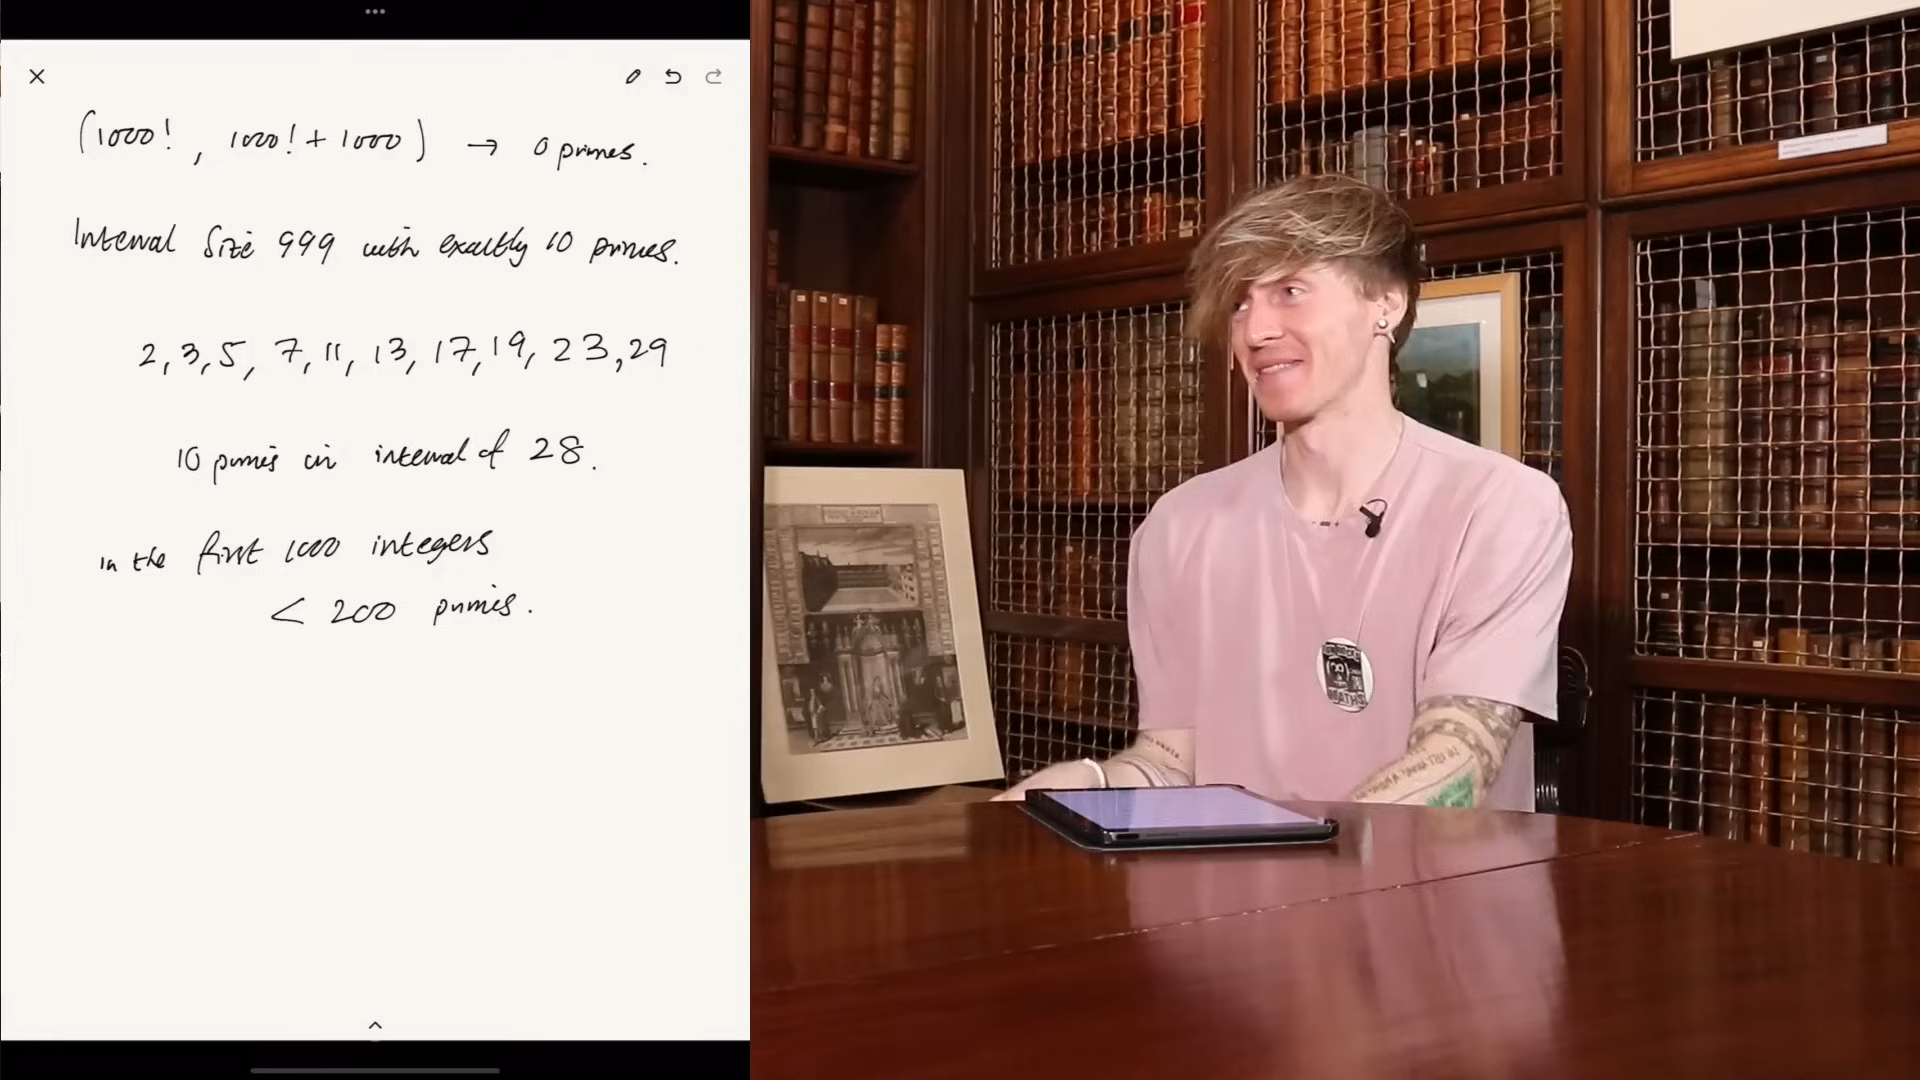 (1000! , 1000! + 1000) → 0 primes.
Interval size 999 with exactly 10 primes.
2, 3, 5, 7, 11, 13, 17, 19, 23, 29
10 primes in interval of 28.
in the first 1000 integers
< 200 primes.
MATHS